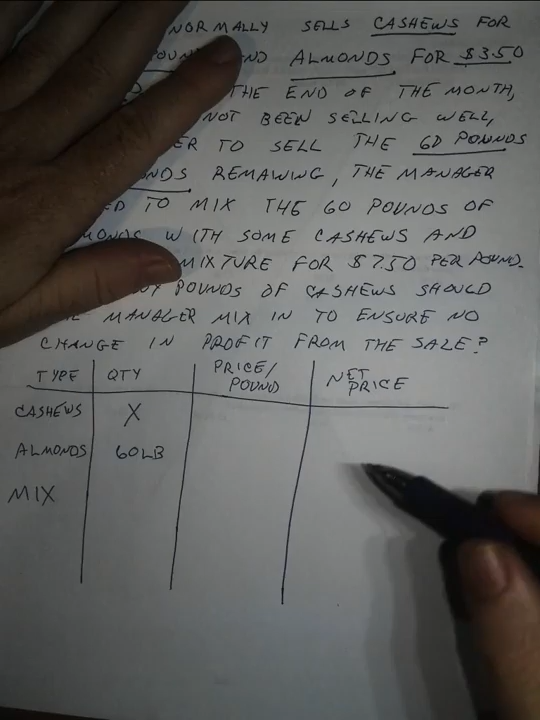 NORMALLY SELLS CASHEWS FOR
ALMONDS FOR $3.50
THE END OF THE MONTH,
NOT BEEN SELLING WELL,
TO SELL THE 60 POUNDS
REMAWING, THE MANAGER
TO MIX THE 60 POUNDS OF
WITH SOME CASHEWS AND
MIXTURE FOR $7.50 PER POUND.
POUNDS OF CASHEWS SHOULD
MANAGER MIX IN TO ENSURE NO
CHANGE IN PROFIT FROM THE SALE?
TYPE QTY PRICE/ POUND NET PRICE
CASHEWS X
ALMONDS 60LB
MIX